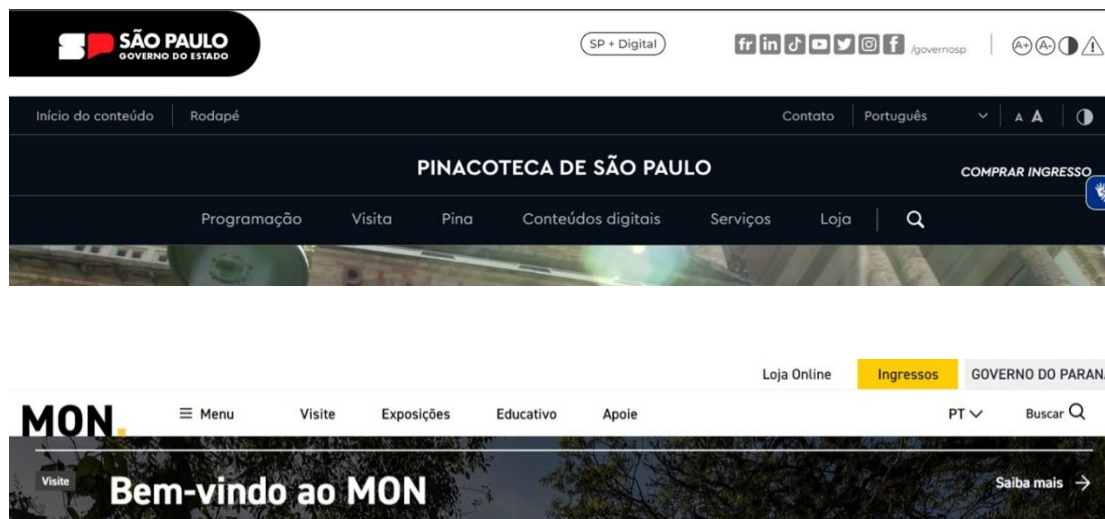 SÃO PAULO
GOVERNO DO ESTADO
SP + Digital
/governosp
A+ A-
Início do conteúdo Rodapé Contato Português A A
PINACOTECA DE SÃO PAULO COMPRAR INGRESSO
Programação Visita Pina Conteúdos digitais Serviços Loja
Loja Online Ingressos GOVERNO DO PARANÁ
MON. Menu Visite Exposições Educativo Apoie PT Buscar
Visite Bem-vindo ao MON Saiba mais